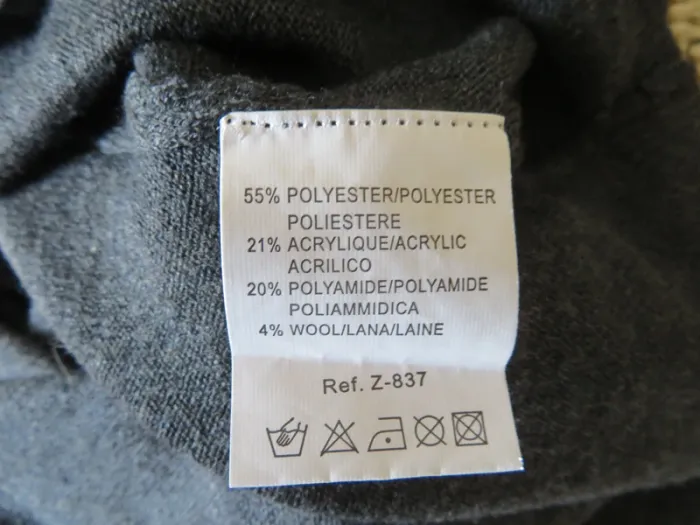 55% POLYESTER/POLYESTER
POLIESTERE
21% ACRYLIQUE/ACRYLIC
ACRILICO
20% POLYAMIDE/POLYAMIDE
POLIAMMIDICA
4% WOOL/LANA/LAINE
Ref. Z-837